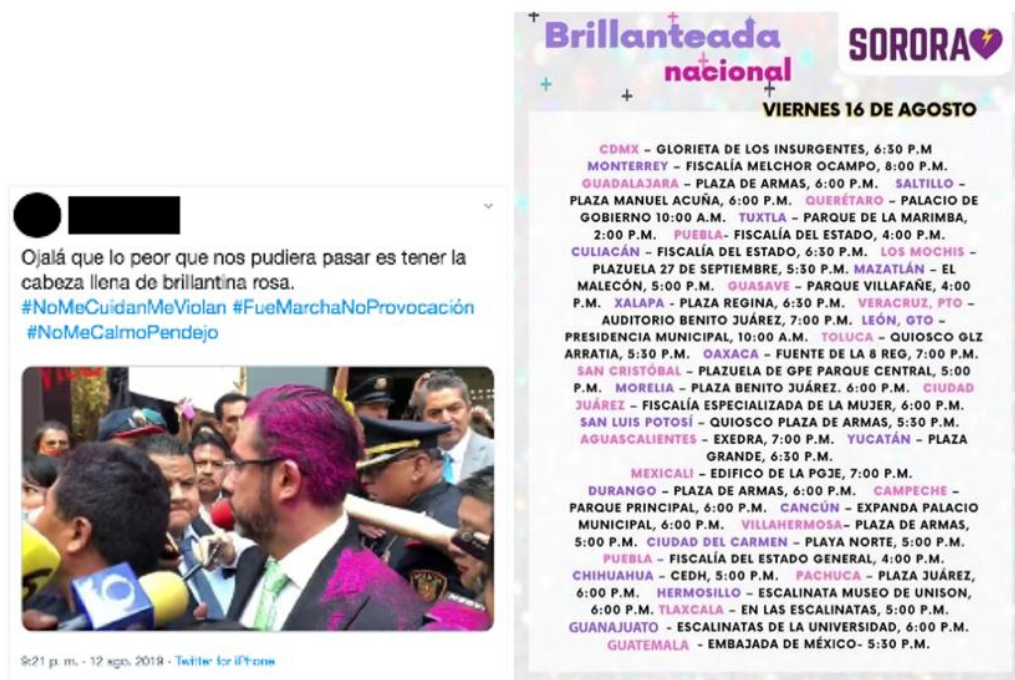 Ojalá que lo peor que nos pudiera pasar es tener la
cabeza llena de brillantina rosa.
#NoMeCuidanMeViolan #FueMarchaNoProvocación
#NoMeCalmoPendejo
9:21 p. m. - 12 ago. 2019 - Twitter for iPhone
Brillanteada
nacional
SORORA
VIERNES 16 DE AGOSTO
CDMX – GLORIETA DE LOS INSURGENTES, 6:30 P.M
MONTERREY – FISCALÍA MELCHOR OCAMPO, 8:00 P.M.
GUADALAJARA – PLAZA DE ARMAS, 6:00 P.M. SALTILLO –
PLAZA MANUEL ACUÑA, 6:00 P.M. QUERÉTARO – PALACIO DE
GOBIERNO 10:00 A.M. TUXTLA – PARQUE DE LA MARIMBA,
2:00 P.M. PUEBLA- FISCALÍA DEL ESTADO, 4:00 P.M.
CULIACÁN – FISCALÍA DEL ESTADO, 6:30 P.M. LOS MOCHIS –
PLAZUELA 27 DE SEPTIEMBRE, 5:30 P.M. MAZATLÁN – EL
MALECÓN, 5:00 P.M. GUASAVE – PARQUE VILLAFAÑE, 4:00
P.M. XALAPA - PLAZA REGINA, 6:30 P.M. VERACRUZ, PTO –
AUDITORIO BENITO JUÁREZ, 7:00 P.M. LEÓN, GTO –
PRESIDENCIA MUNICIPAL, 10:00 A.M. TOLUCA – QUIOSCO GLZ
ARRATIA, 5:30 P.M. OAXACA – FUENTE DE LA 8 REG, 7:00 P.M.
SAN CRISTÓBAL – PLAZUELA DE GPE PARQUE CENTRAL, 5:00
P.M. MORELIA – PLAZA BENITO JUÁREZ. 6:00 P.M. CIUDAD
JUÁREZ – FISCALÍA ESPECIALIZADA DE LA MUJER, 6:00 P.M.
SAN LUIS POTOSÍ – QUIOSCO PLAZA DE ARMAS, 5:30 P.M.
AGUASCALIENTES – EXEDRA, 7:00 P.M. YUCATÁN – PLAZA
GRANDE, 6:30 P.M.
MEXICALI – EDIFICO DE LA PGJE, 7:00 P.M.
DURANGO – PLAZA DE ARMAS, 6:00 P.M. CAMPECHE –
PARQUE PRINCIPAL, 6:00 P.M. CANCÚN – EXPANDA PALACIO
MUNICIPAL, 6:00 P.M. VILLAHERMOSA– PLAZA DE ARMAS,
5:00 P.M. CIUDAD DEL CARMEN – PLAYA NORTE, 5:00 P.M.
PUEBLA – FISCALÍA DEL ESTADO GENERAL, 4:00 P.M.
CHIHUAHUA – CEDH, 5:00 P.M. PACHUCA – PLAZA JUÁREZ,
6:00 P.M. HERMOSILLO – ESCALINATA MUSEO DE UNISON,
6:00 P.M. TLAXCALA – EN LAS ESCALINATAS, 5:00 P.M.
GUANAJUATO - ESCALINATAS DE LA UNIVERSIDAD, 6:00 P.M.
GUATEMALA - EMBAJADA DE MÉXICO- 5:30 P.M.